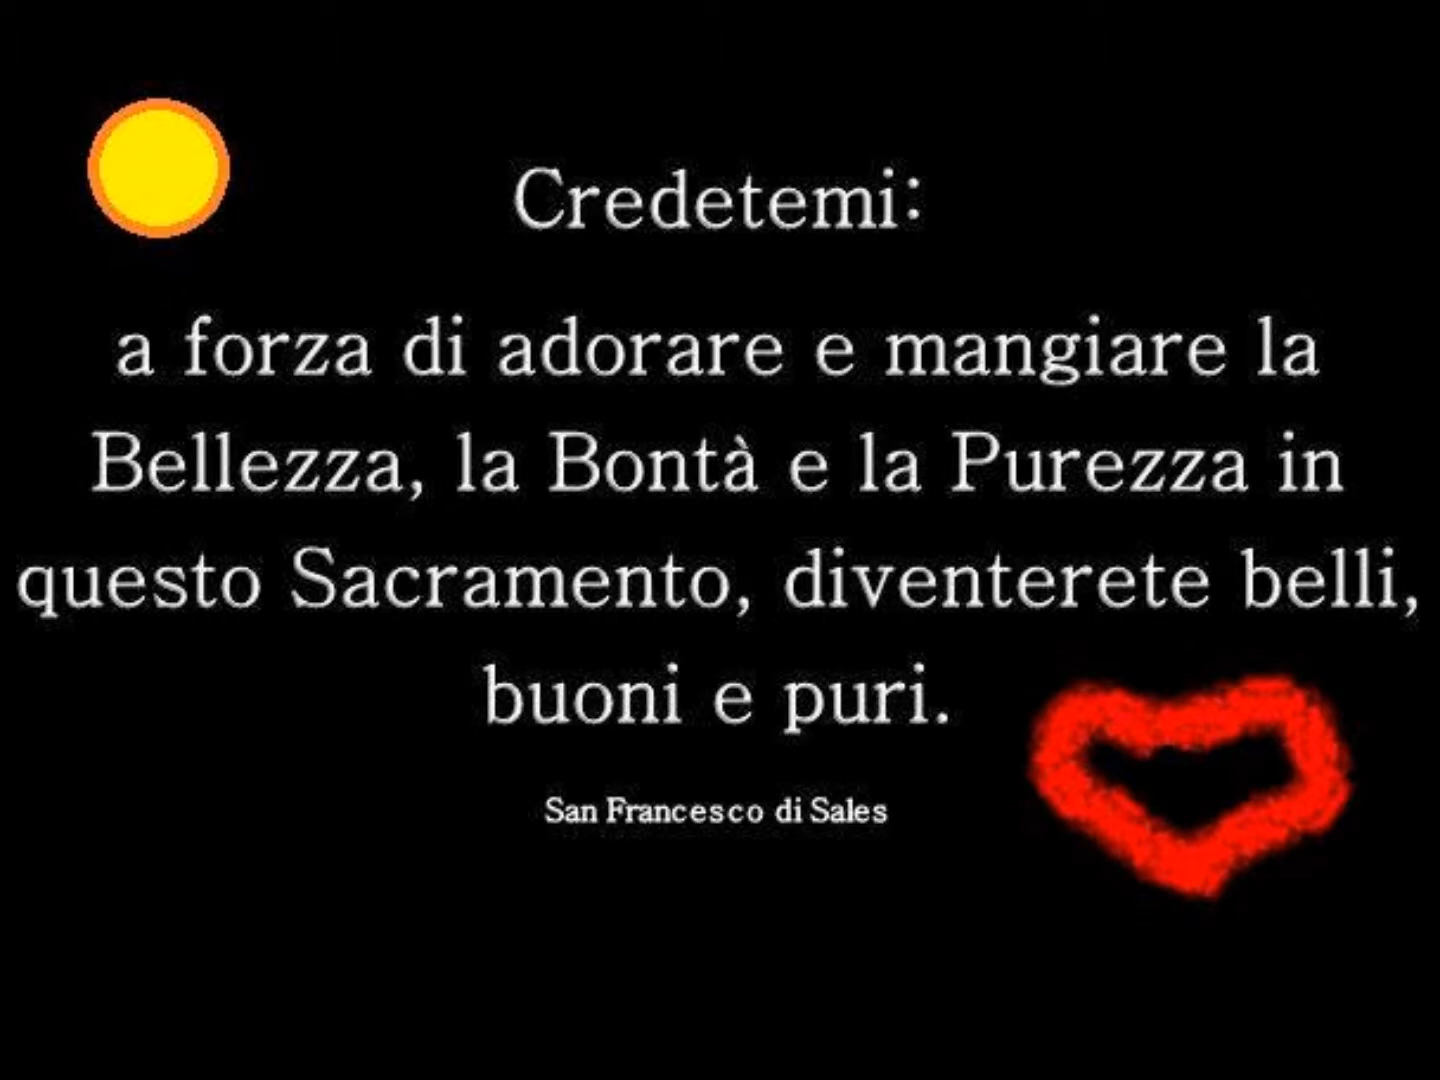 Credetemi:
a forza di adorare e mangiare la
Bellezza, la Bontà e la Purezza in
questo Sacramento, diventerete belli,
buoni e puri.
San Francesco di Sales